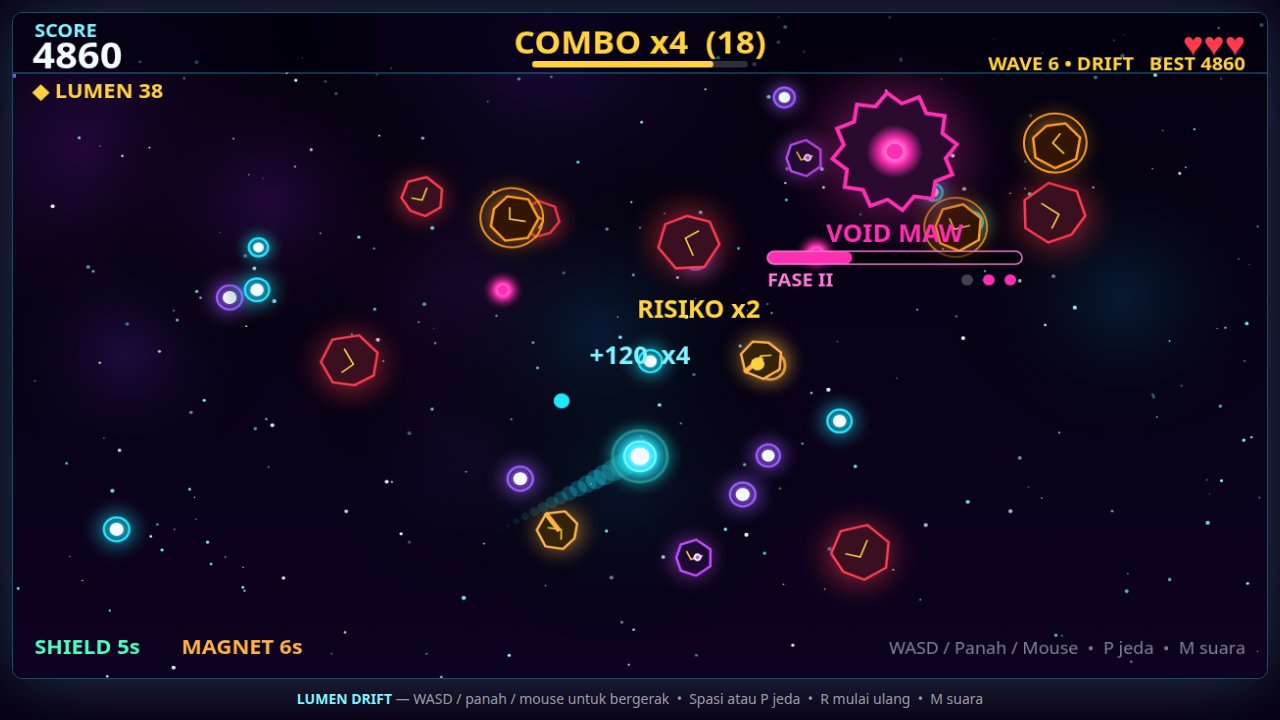 SCORE
4860
COMBO x4 (18)
♥♥♥
WAVE 6 • DRIFT BEST 4860
◆ LUMEN 38
VOID MAW
FASE II
RISIKO x2
+120 x4
SHIELD 5s MAGNET 6s
WASD / Panah / Mouse • P jeda • M suara
LUMEN DRIFT — WASD / panah / mouse untuk bergerak • Spasi atau P jeda • R mulai ulang • M suara